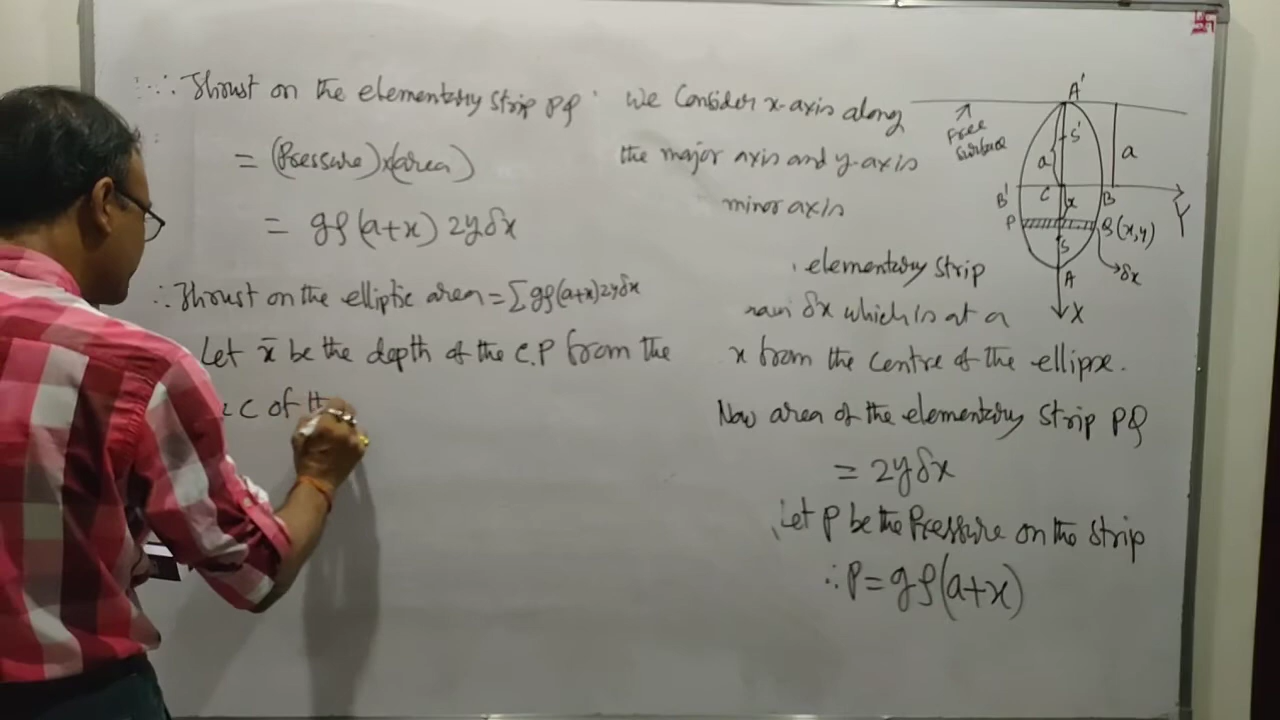 ∴ Thrust on the elementary strip PQ
= (Pressure)×(area)
= gρ(a+x) 2yδx
∴ Thrust on the elliptic area = Σ gρ(a+x)2yδx
Let x̄ be the depth of the C.P from the
C of th
We Consider x-axis along
the major axis and y-axis
minor axis
elementary strip
δx which is at a
x from the centre of the ellipse.
Now area of the elementary strip PQ
= 2yδx
Let P be the Pressure on the strip
∴ P = gρ(a+x)
A'
Free
surface
S'
a
a
B'
C
x
B
Y
P
Q(x,y)
S
A
δx
X